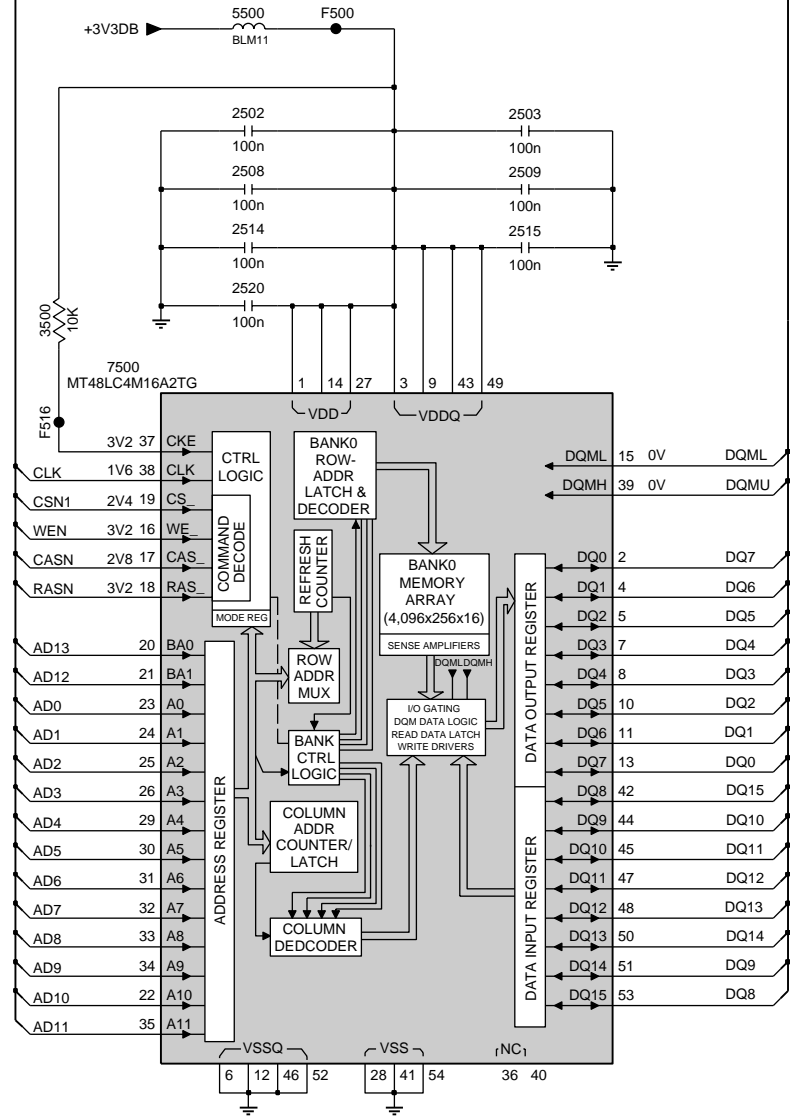 5500
F500
+3V3DB
BLM11
2502
100n
2503
100n
2508
100n
2509
100n
2514
100n
2515
100n
2520
100n
3500
10K
F516
7500
MT48LC4M16A2TG
1 14 27 3 9 43 49
VDD
VDDQ
3V2 37 CKE
CLK 1V6 38 CLK
CSN1 2V4 19 CS_
WEN 3V2 16 WE_
CASN 2V8 17 CAS_
RASN 3V2 18 RAS_
AD13 20 BA0
AD12 21 BA1
AD0 23 A0
AD1 24 A1
AD2 25 A2
AD3 26 A3
AD4 29 A4
AD5 30 A5
AD6 31 A6
AD7 32 A7
AD8 33 A8
AD9 34 A9
AD10 22 A10
AD11 35 A11
CTRL
LOGIC
COMMAND
DECODE
MODE REG
ADDRESS REGISTER
BANK0
ROW-
ADDR
LATCH &
DECODER
REFRESH
COUNTER
ROW
ADDR
MUX
BANK
CTRL
LOGIC
COLUMN
ADDR
COUNTER/
LATCH
COLUMN
DEDCODER
BANK0
MEMORY
ARRAY
(4,096x256x16)
SENSE AMPLIFIERS
DQML DQMH
I/O GATING
DQM DATA LOGIC
READ DATA LATCH
WRITE DRIVERS
DATA OUTPUT REGISTER
DATA INPUT REGISTER
DQML 15 0V DQML
DQMH 39 0V DQMU
DQ0 2 DQ7
DQ1 4 DQ6
DQ2 5 DQ5
DQ3 7 DQ4
DQ4 8 DQ3
DQ5 10 DQ2
DQ6 11 DQ1
DQ7 13 DQ0
DQ8 42 DQ15
DQ9 44 DQ10
DQ10 45 DQ11
DQ11 47 DQ12
DQ12 48 DQ13
DQ13 50 DQ14
DQ14 51 DQ9
DQ15 53 DQ8
VSSQ
VSS
NC
6 12 46 52 28 41 54 36 40